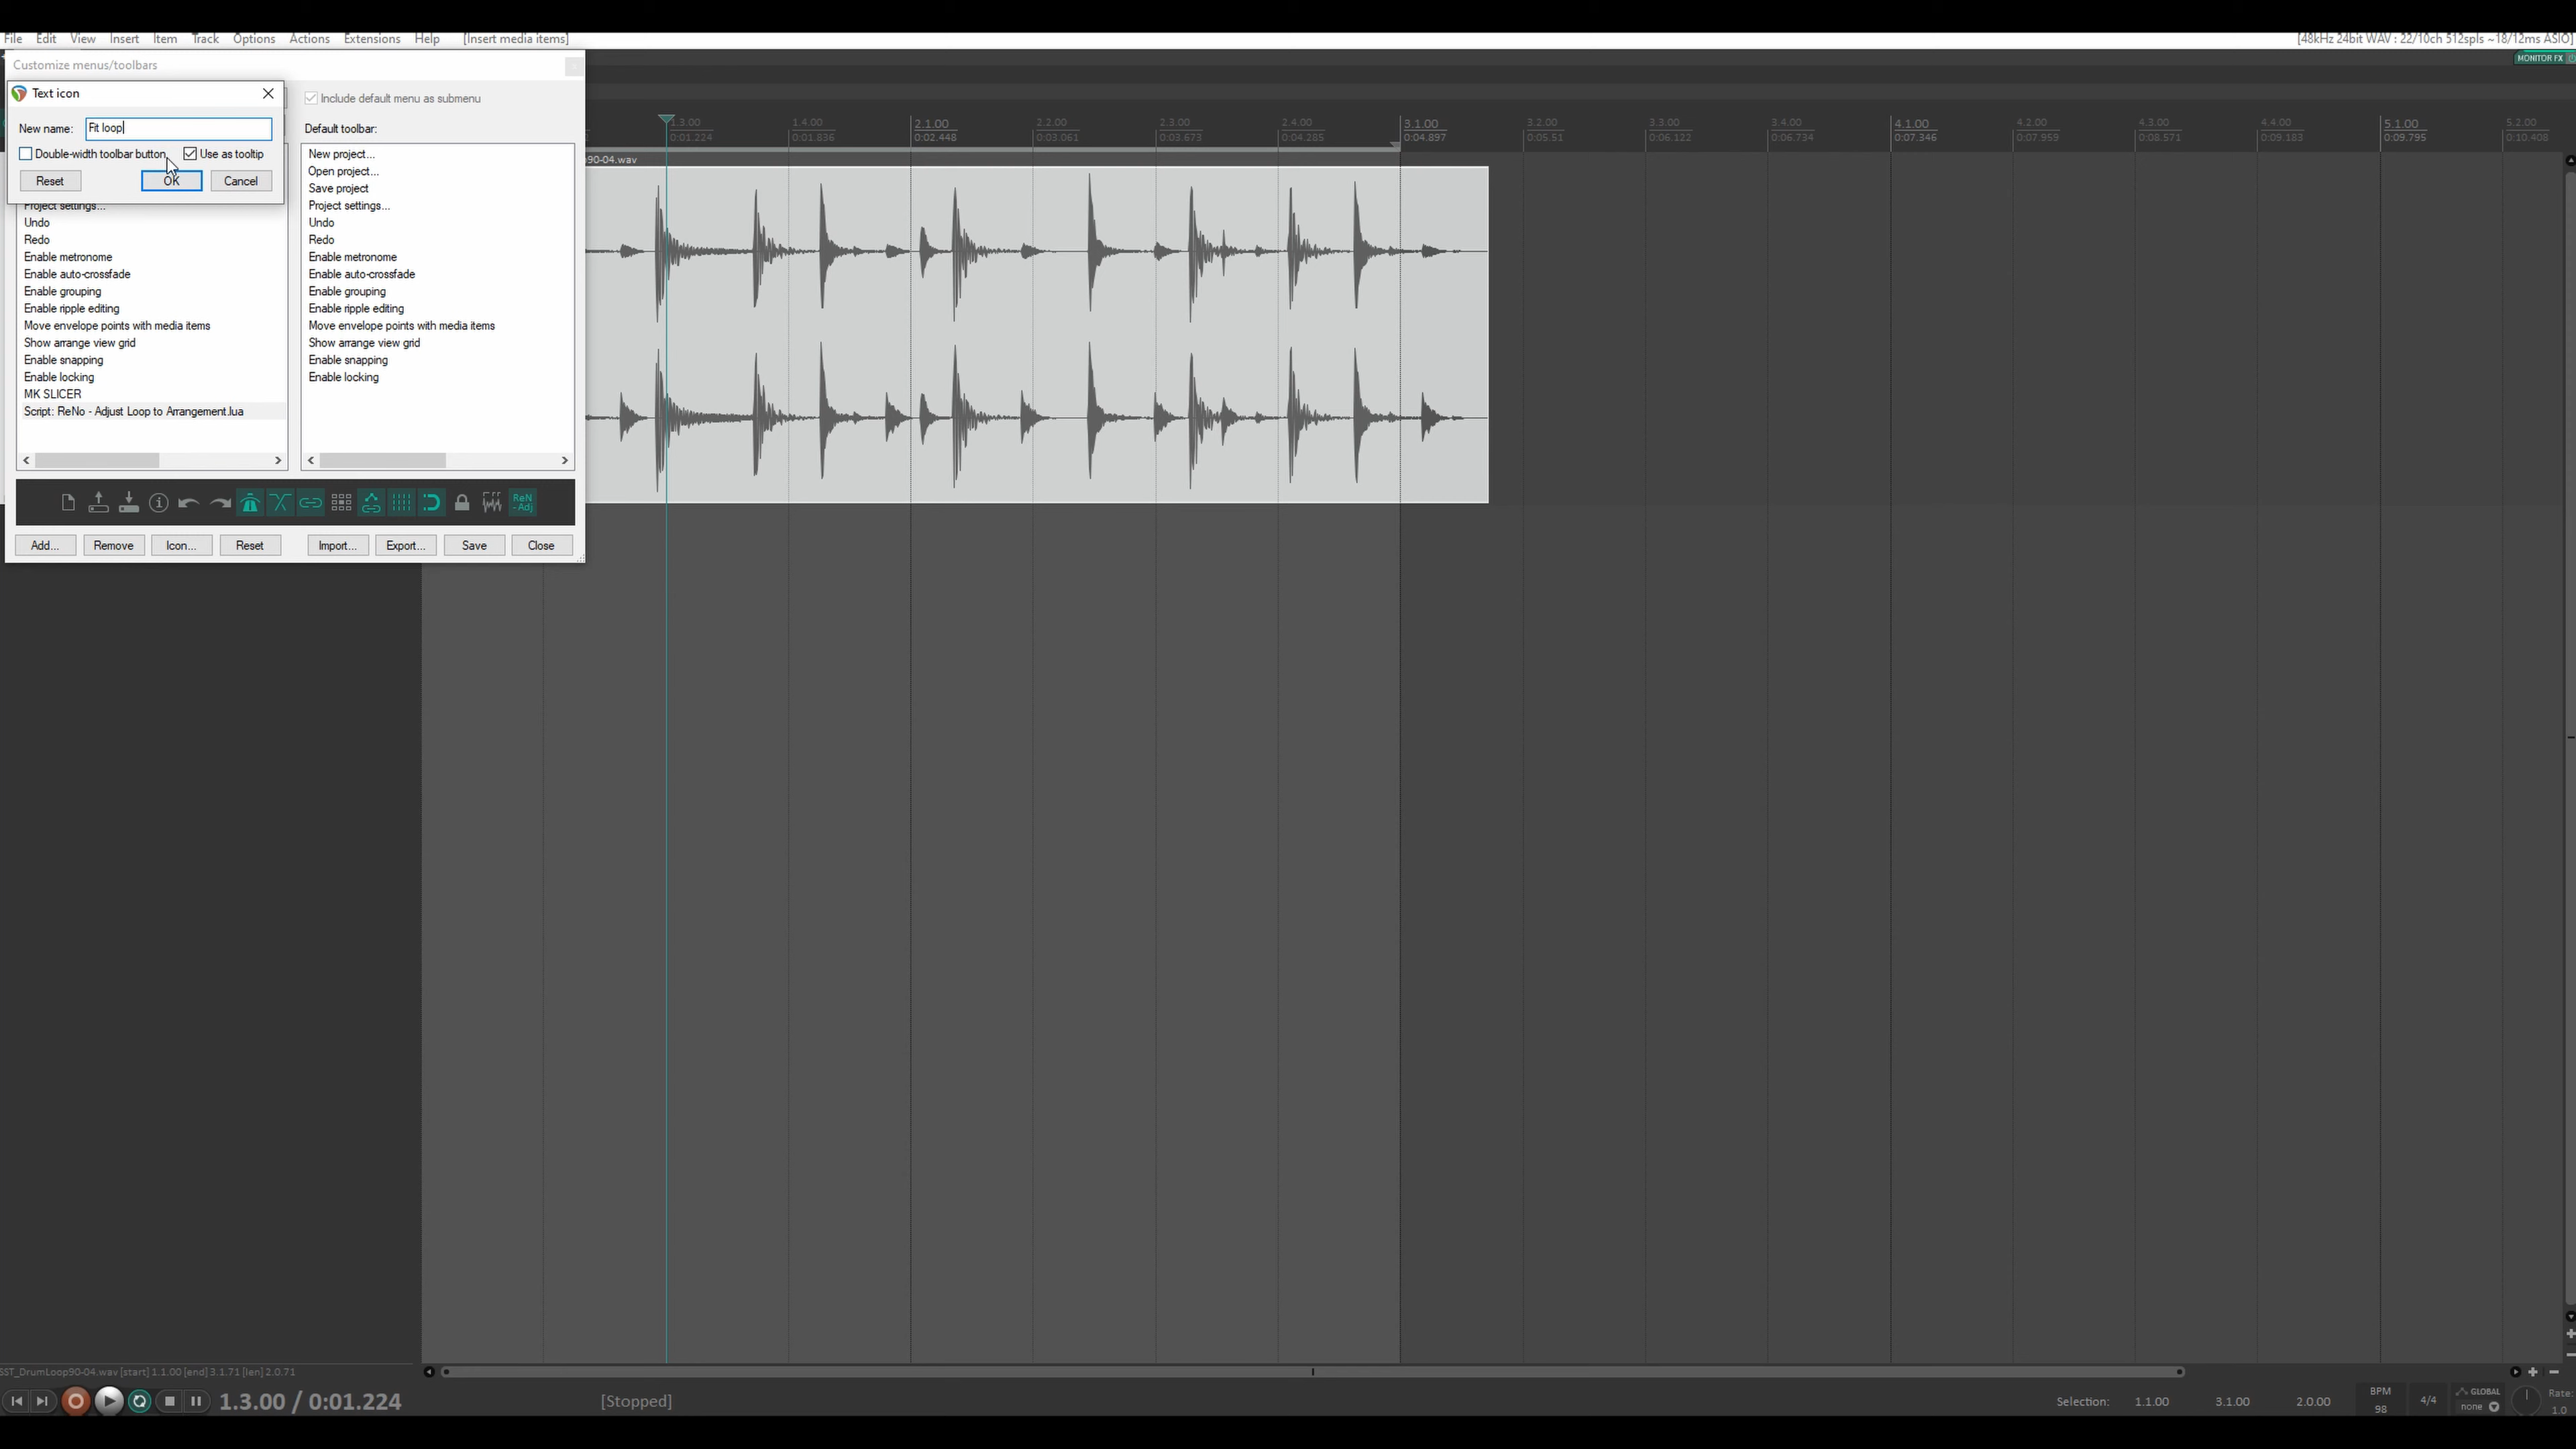 File Edit View Insert Item Track Options Actions Extensions Help [Insert media items]
[48kHz 24bit WAV : 22/10ch 512spls ~18/12ms ASIO]
MONITOR FX
Customize menus/toolbars
Text icon
New name: Fit loop
Double-width toolbar button
Use as tooltip
Reset OK Cancel
Include default menu as submenu
Default toolbar:
Project settings...
Undo
Redo
Enable metronome
Enable auto-crossfade
Enable grouping
Enable ripple editing
Move envelope points with media items
Show arrange view grid
Enable snapping
Enable locking
MK SLICER
Script: ReNo - Adjust Loop to Arrangement.lua
New project...
Open project...
Save project
Project settings...
Undo
Redo
Enable metronome
Enable auto-crossfade
Enable grouping
Enable ripple editing
Move envelope points with media items
Show arrange view grid
Enable snapping
Enable locking
ReN
- Adj
Add... Remove Icon... Reset Import... Export... Save Close
1.3.00 1.4.00 2.1.00 2.2.00 2.3.00 2.4.00 3.1.00 3.2.00 3.3.00 3.4.00 4.1.00 4.2.00 4.3.00 4.4.00 5.1.00 5.2.00
0:01.224 0:01.836 0:02.448 0:03.061 0:03.673 0:04.285 0:04.897 0:05.51 0:06.122 0:06.734 0:07.346 0:07.959 0:08.571 0:09.183 0:09.795 0:10.408
90-04.wav
SST_DrumLoop90-04.wav [start] 1.1.00 [end] 3.1.71 [len] 2.0.71
1.3.00 / 0:01.224
[Stopped]
Selection: 1.1.00 3.1.00 2.0.00
BPM
98
4/4
GLOBAL
none
Rate:
1.0